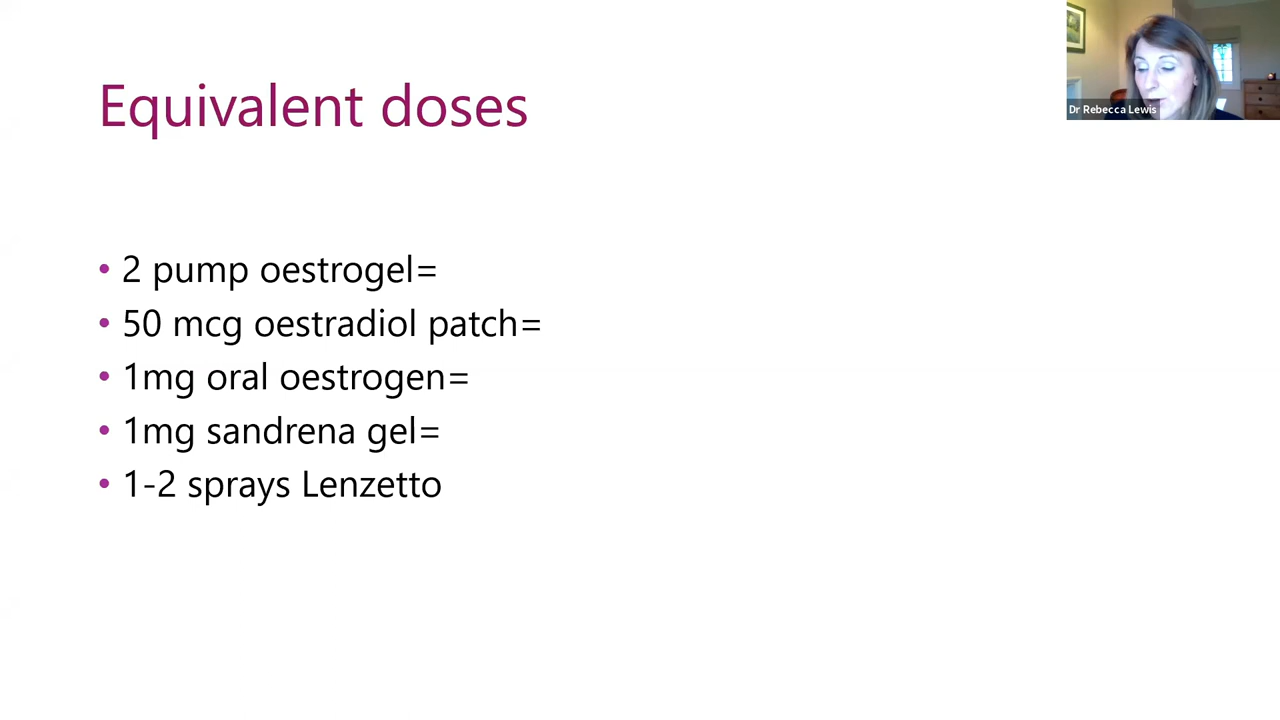 Equivalent doses
Dr Rebecca Lewis
• 2 pump oestrogel=
• 50 mcg oestradiol patch=
• 1mg oral oestrogen=
• 1mg sandrena gel=
• 1-2 sprays Lenzetto